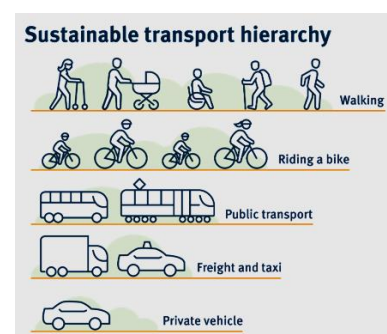 Sustainable transport hierarchy
Walking
Riding a bike
Public transport
Freight and taxi
Private vehicle